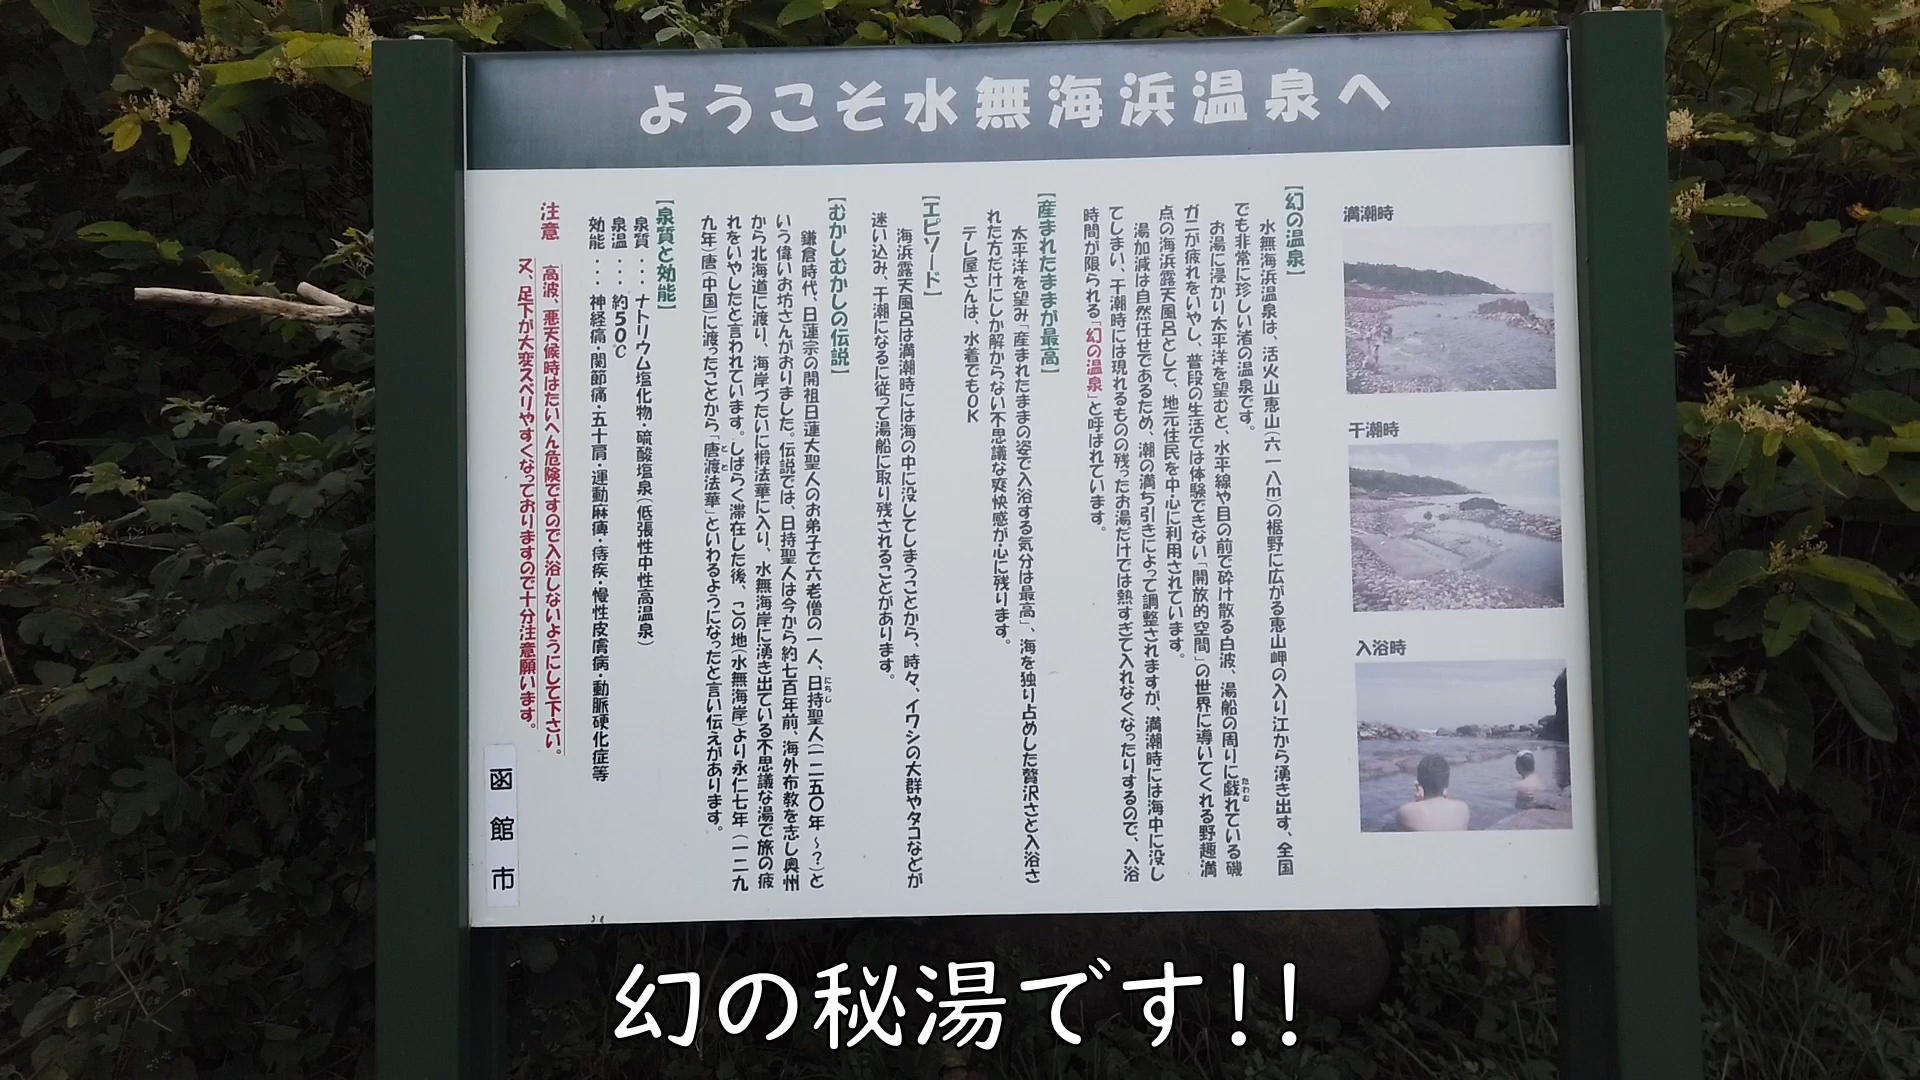 ようこそ水無海浜温泉へ
満潮時
干潮時
入浴時
【幻の温泉】
水無海浜温泉は、活火山恵山(六一八m)の裾野に広がる恵山岬の入り江から湧き出す、全国
でも非常に珍しい渚の温泉です。
お湯に浸かり太平洋を望むと、水平線や目の前で砕け散る白波、湯船の周りに戯れている磯
たわむ
ガニが疲れをいやし、普段の生活では体験できない「開放的空間」の世界に導いてくれる野趣満
点の海浜露天風呂として、地元住民を中心に利用されています。
湯加減は自然任せであるため、潮の満ち引きによって調整されますが、満潮時には海中に没し
てしまい、干潮時には現れるものの残ったお湯だけでは熱すぎて入れなくなったりするので、入浴
時間が限られる「幻の温泉」と呼ばれています。
【産まれたままが最高】
太平洋を望み「産まれたままの姿で入浴する気分は最高」、海を独り占めした贅沢さと入浴さ
れた方だけにしか解からない不思議な爽快感が心に残ります。
テレ屋さんは、水着でもOK
【エピソード】
海浜露天風呂は満潮時には海の中に没してしまうことから、時々、イワシの大群やタコなどが
迷い込み、干潮になるに従って湯船に取り残されることがあります。
【むかしむかしの伝説】
鎌倉時代、日蓮宗の開祖日蓮大聖人のお弟子で六老僧の一人、日持聖人(一二五〇年〜?)と
にちじ
いう偉いお坊さんがおりました。伝説では、日持聖人は今から約七百年前、海外布教を志し奥州
から北海道に渡り、海岸づたいに椴法華に入り、水無海岸に湧き出ている不思議な湯で旅の疲
れをいやしたと言われています。しばらく滞在した後、この地(水無海岸)より永仁七年(一二九
九年)唐(中国)に渡ったことから「唐渡法華」といわるようになったと言い伝えがあります。
とと
【泉質と効能】
泉質・・・ナトリウム塩化物・硫酸塩泉(低張性中性高温泉)
泉温・・・約50℃
効能・・・神経痛・関節痛・五十肩・運動麻痺・痔疾・慢性皮膚病・動脈硬化症等
注意 高波、悪天候時はたいへん危険ですので入浴しないようにして下さい。
又、足下が大変スベリやすくなっておりますので十分注意願います。
函館市
幻の秘湯です!!